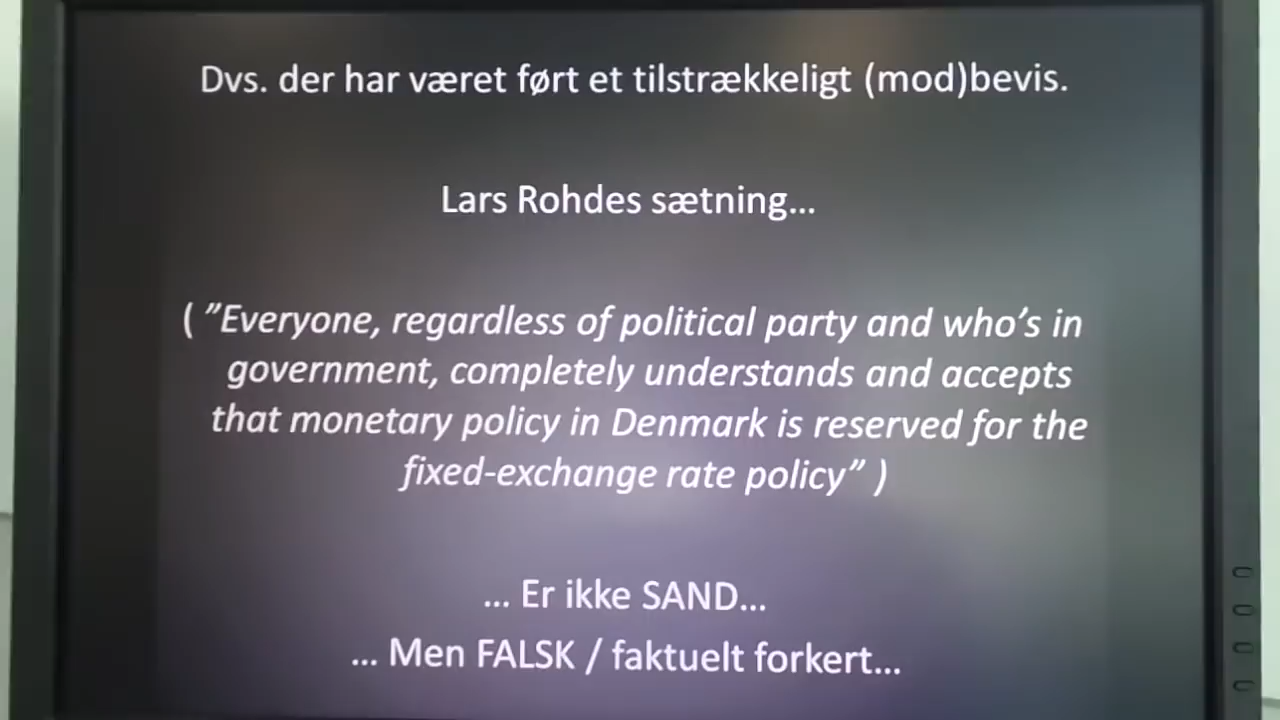 Dvs. der har været ført et tilstrækkeligt (mod)bevis.
Lars Rohdes sætning...
( ”Everyone, regardless of political party and who’s in
government, completely understands and accepts
that monetary policy in Denmark is reserved for the
fixed-exchange rate policy” )
... Er ikke SAND...
... Men FALSK / faktuelt forkert...